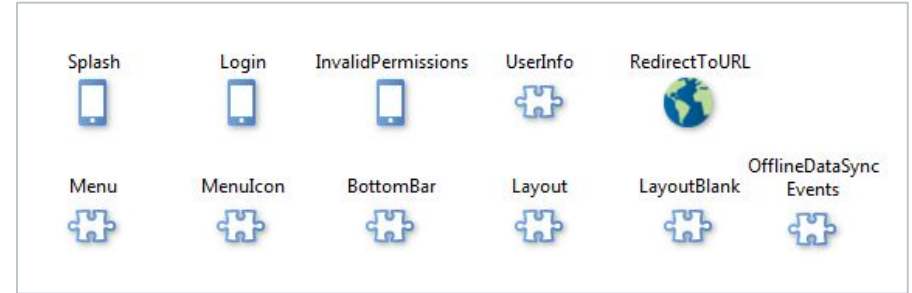 Splash
Login
InvalidPermissions
UserInfo
RedirectToURL
Menu
MenuIcon
BottomBar
Layout
LayoutBlank
OfflineDataSync
Events